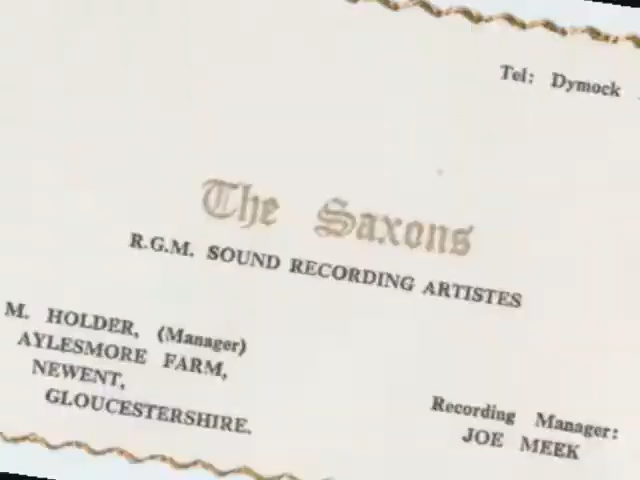 Tel: Dymock
The Saxons
R.G.M. SOUND RECORDING ARTISTES
M. HOLDER, (Manager)
AYLESMORE FARM,
NEWENT,
GLOUCESTERSHIRE.
Recording Manager:
JOE MEEK